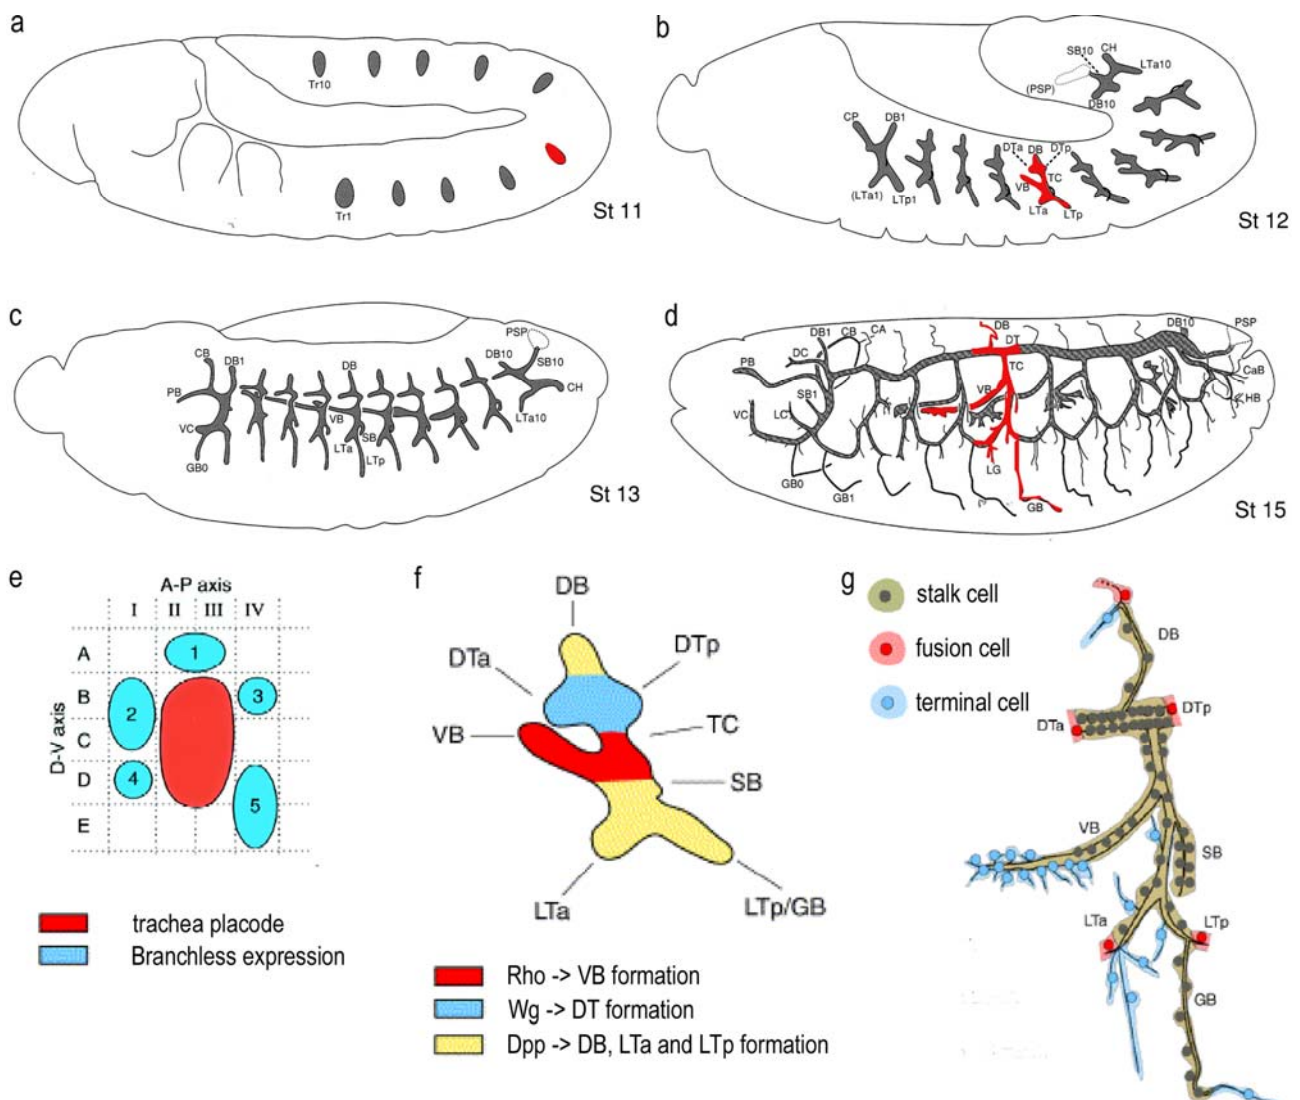 a
Tr10
Tr1
St 11
b
SB10
CH
LTa10
(PSP)
DB10
CP
DB1
DTa
DB
DTp
VB
TC
(LTa1)
LTp1
LTa
LTp
St 12
c
PSP
CB
DB1
DB
DB10
SB10
PB
CH
VB
LTa10
VC
SB
LTa
LTp
GB0
St 13
d
DB1
CB
CA
DB
DB10
PSP
DC
DT
PB
TC
CaB
VB
SB1
HB
VC
LC
LG
GB0
GB1
GB
St 15
e
A-P axis
I II III IV
D-V axis
A
B
C
D
E
1
2
3
4
5
trachea placode
Branchless expression
f
DB
DTa
DTp
VB
TC
SB
LTa
LTp/GB
Rho -> VB formation
Wg -> DT formation
Dpp -> DB, LTa and LTp formation
g
stalk cell
fusion cell
terminal cell
DB
DTp
DTa
VB
SB
LTa
LTp
GB